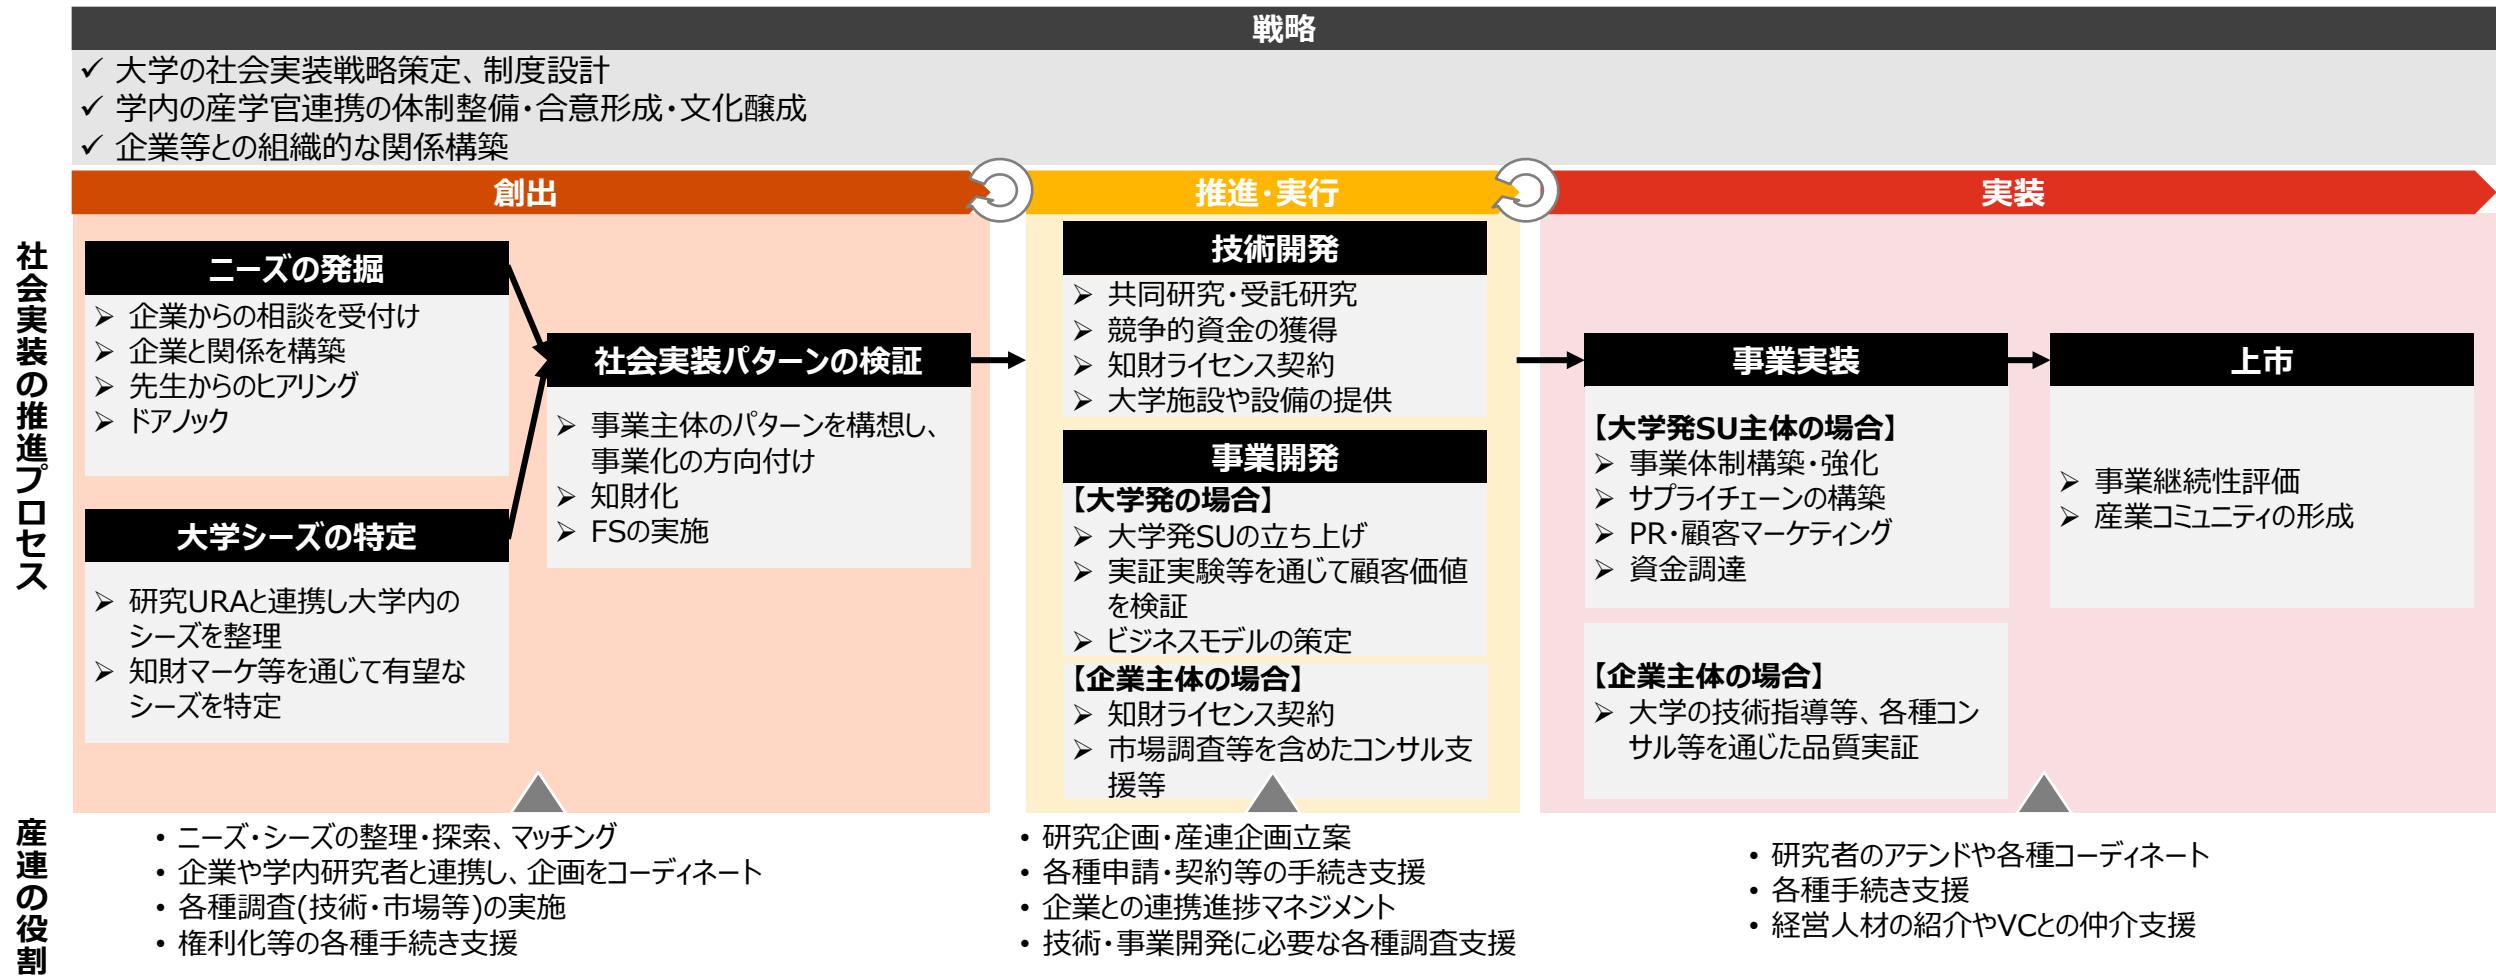 戦略
✓ 大学の社会実装戦略策定、制度設計
✓ 学内の産学官連携の体制整備・合意形成・文化醸成
✓ 企業等との組織的な関係構築
創出
推進・実行
実装
社会実装の推進プロセス
ニーズの発掘
➢ 企業からの相談を受付け
➢ 企業と関係を構築
➢ 先生からのヒアリング
➢ ドアノック
大学シーズの特定
➢ 研究URAと連携し大学内の
シーズを整理
➢ 知財マーケ等を通じて有望な
シーズを特定
社会実装パターンの検証
➢ 事業主体のパターンを構想し、
事業化の方向付け
➢ 知財化
➢ FSの実施
技術開発
➢ 共同研究・受託研究
➢ 競争的資金の獲得
➢ 知財ライセンス契約
➢ 大学施設や設備の提供
事業開発
【大学発の場合】
➢ 大学発SUの立ち上げ
➢ 実証実験等を通じて顧客価値
を検証
➢ ビジネスモデルの策定
【企業主体の場合】
➢ 知財ライセンス契約
➢ 市場調査等を含めたコンサル支
援等
事業実装
【大学発SU主体の場合】
➢ 事業体制構築・強化
➢ サプライチェーンの構築
➢ PR・顧客マーケティング
➢ 資金調達
【企業主体の場合】
➢ 大学の技術指導等、各種コン
サル等を通じた品質実証
上市
➢ 事業継続性評価
➢ 産業コミュニティの形成
産連の役割
• ニーズ・シーズの整理・探索、マッチング
• 企業や学内研究者と連携し、企画をコーディネート
• 各種調査(技術・市場等)の実施
• 権利化等の各種手続き支援
• 研究企画・産連企画立案
• 各種申請・契約等の手続き支援
• 企業との連携進捗マネジメント
• 技術・事業開発に必要な各種調査支援
• 研究者のアテンドや各種コーディネート
• 各種手続き支援
• 経営人材の紹介やVCとの仲介支援